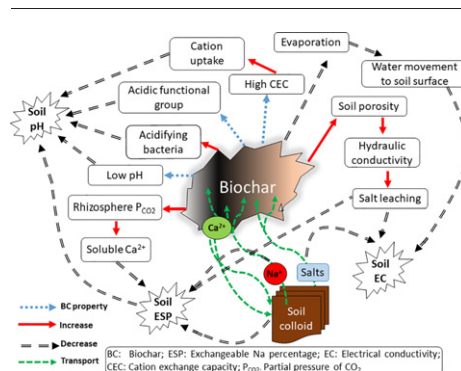 Cation
uptake
Evaporation
Water movement
to soil surface
High CEC
Acidic functional
group
Soil porosity
Soil
pH
Acidifying
bacteria
Hydraulic
conductivity
Low pH
Biochar
Rhizosphere PCO2
Salt leaching
Ca²⁺
Soluble Ca²⁺
Na⁺
Salts
Soil
EC
Soil
ESP
Soil
colloid
BC property
Increase
Decrease
Transport
BC: Biochar; ESP: Exchangeable Na percentage; EC: Electrical conductivity;
CEC: Cation exchange capacity; PCO2: Partial pressure of CO2